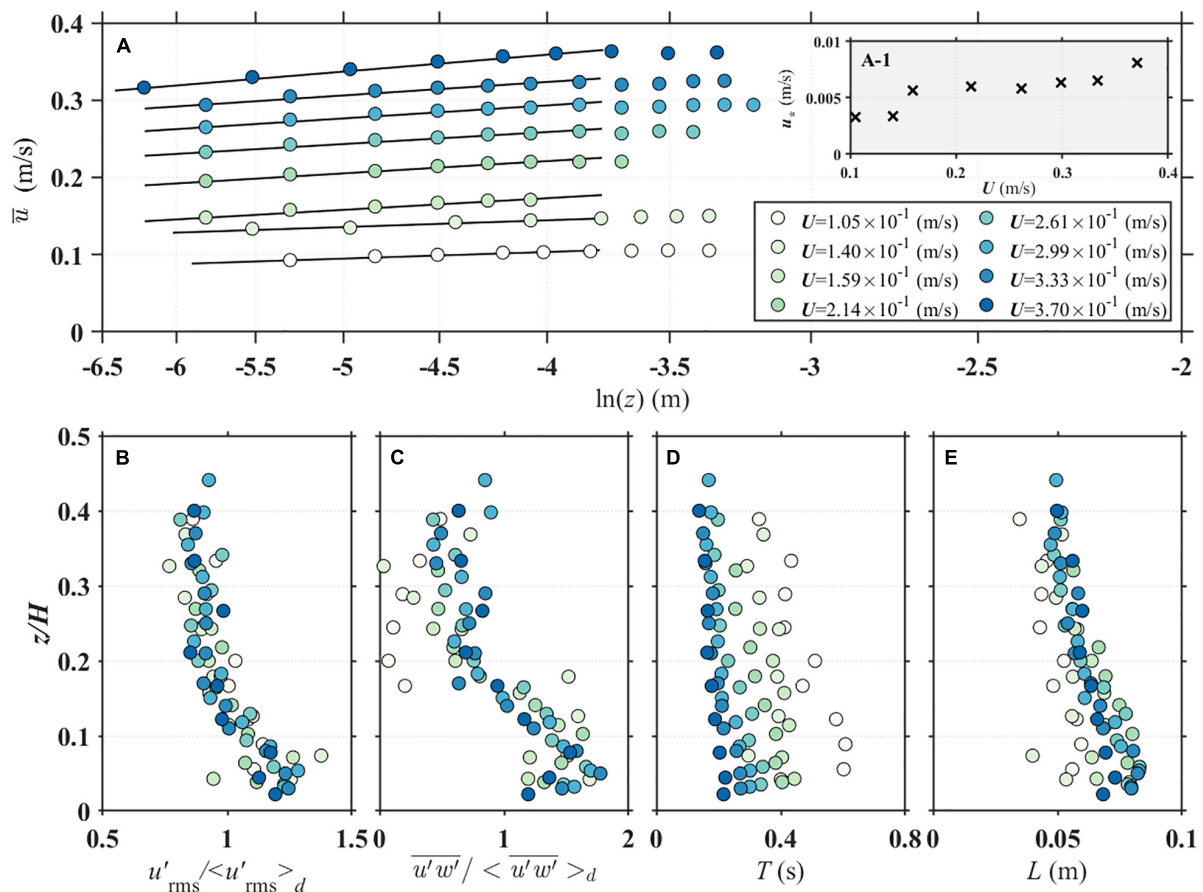 A
0.4
0.3
0.2
0.1
0
u̅ (m/s)
-6.5 -6 -5.5 -5 -4.5 -4 -3.5 -3 -2.5 -2
ln(z) (m)
A-1
0.01
0.005
0
u* (m/s)
0.1 0.2 0.3 0.4
U (m/s)
U=1.05×10⁻¹ (m/s) U=2.61×10⁻¹ (m/s)
U=1.40×10⁻¹ (m/s) U=2.99×10⁻¹ (m/s)
U=1.59×10⁻¹ (m/s) U=3.33×10⁻¹ (m/s)
U=2.14×10⁻¹ (m/s) U=3.70×10⁻¹ (m/s)
B C D E
0.5
0.4
0.3
0.2
0.1
0
z/H
0.5 1 1.5 0 1 2 0 0.4 0.8 0 0.05 0.1
u′rms/<u′rms>d u′w′/ < u′w′ >d T (s) L (m)